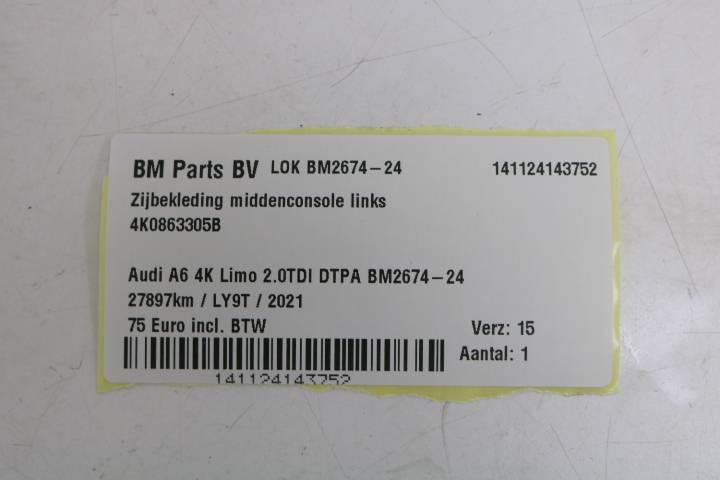 BM Parts BV LOK BM2674-24 141124143752
Zijbekleding middenconsole links
4K0863305B
Audi A6 4K Limo 2.0TDI DTPA BM2674-24
27897km / LY9T / 2021
75 Euro incl. BTW Verz: 15
Aantal: 1
141124143752